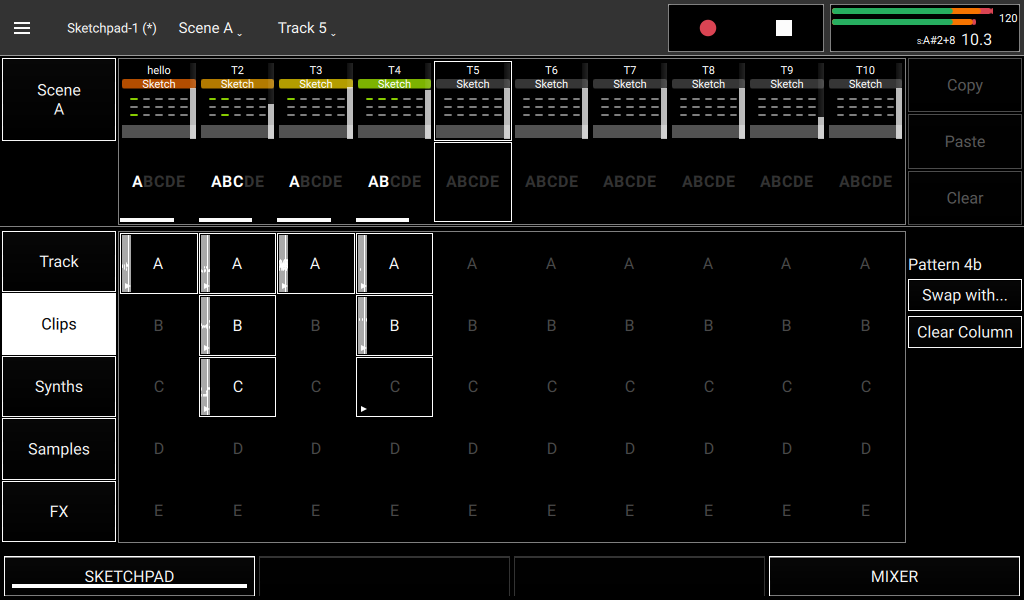 Sketchpad-1 (*) Scene A Track 5
120
s:A#2+8 10.3
Scene
A
hello T2 T3 T4 T5 T6 T7 T8 T9 T10
Sketch Sketch Sketch Sketch Sketch Sketch Sketch Sketch Sketch Sketch
ABCDE ABCDE ABCDE ABCDE ABCDE ABCDE ABCDE ABCDE ABCDE ABCDE
Copy
Paste
Clear
Track
Clips
Synths
Samples
FX
A A A A A A A A A A
B B B B B B B B B B
C C C C C C C C C C
D D D D D D D D D D
E E E E E E E E E E
Pattern 4b
Swap with...
Clear Column
SKETCHPAD MIXER